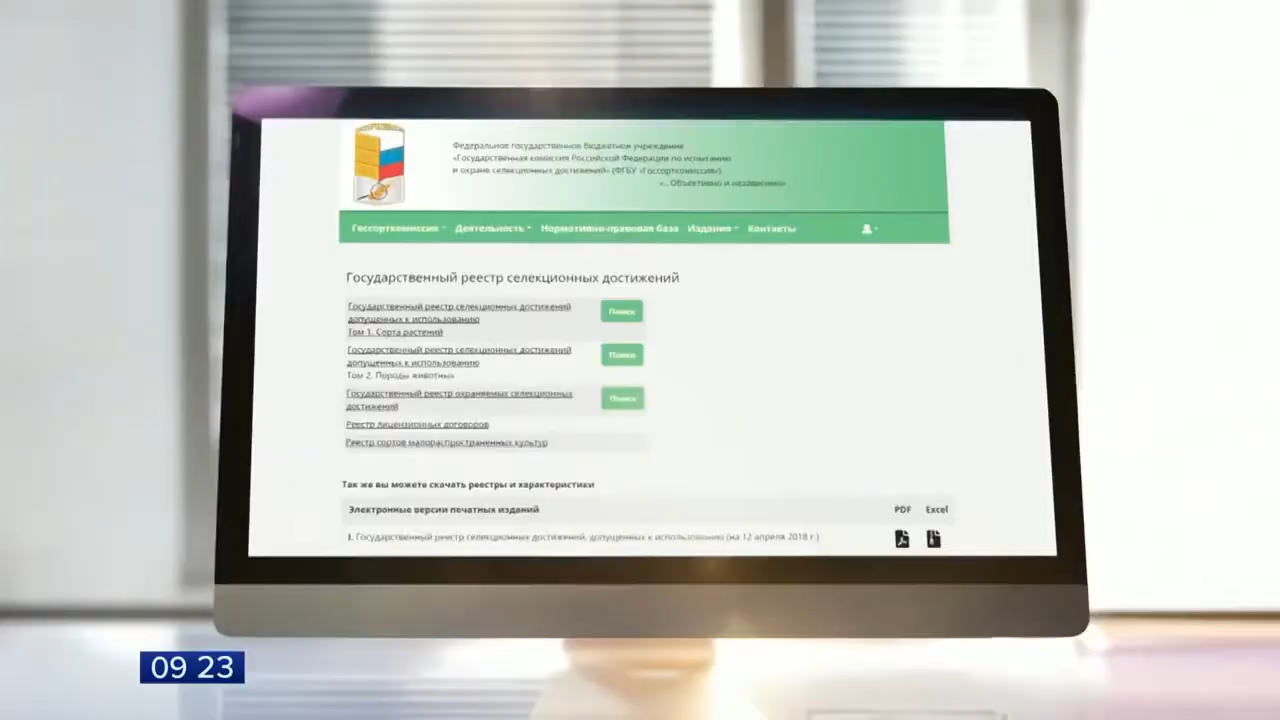 Федеральное государственное бюджетное учреждение
«Государственная комиссия Российской Федерации по испытанию
и охране селекционных достижений» (ФГБУ «Госсорткомиссия»)
«...Объективно и независимо»
Госсорткомиссия Деятельность Нормативно-правовая база Издания Контакты
Государственный реестр селекционных достижений
Государственный реестр селекционных достижений
допущенных к использованию
Поиск
Том 1. Сорта растений
Государственный реестр селекционных достижений
допущенных к использованию
Поиск
Том 2. Породы животных
Государственный реестр охраняемых селекционных
достижений
Поиск
Реестр лицензионных договоров
Реестр сортов малораспространенных культур
Так же вы можете скачать реестры и характеристики
Электронные версии печатных изданий PDF Excel
1. Государственный реестр селекционных достижений, допущенных к использованию (на 12 апреля 2018 г.)
09 23